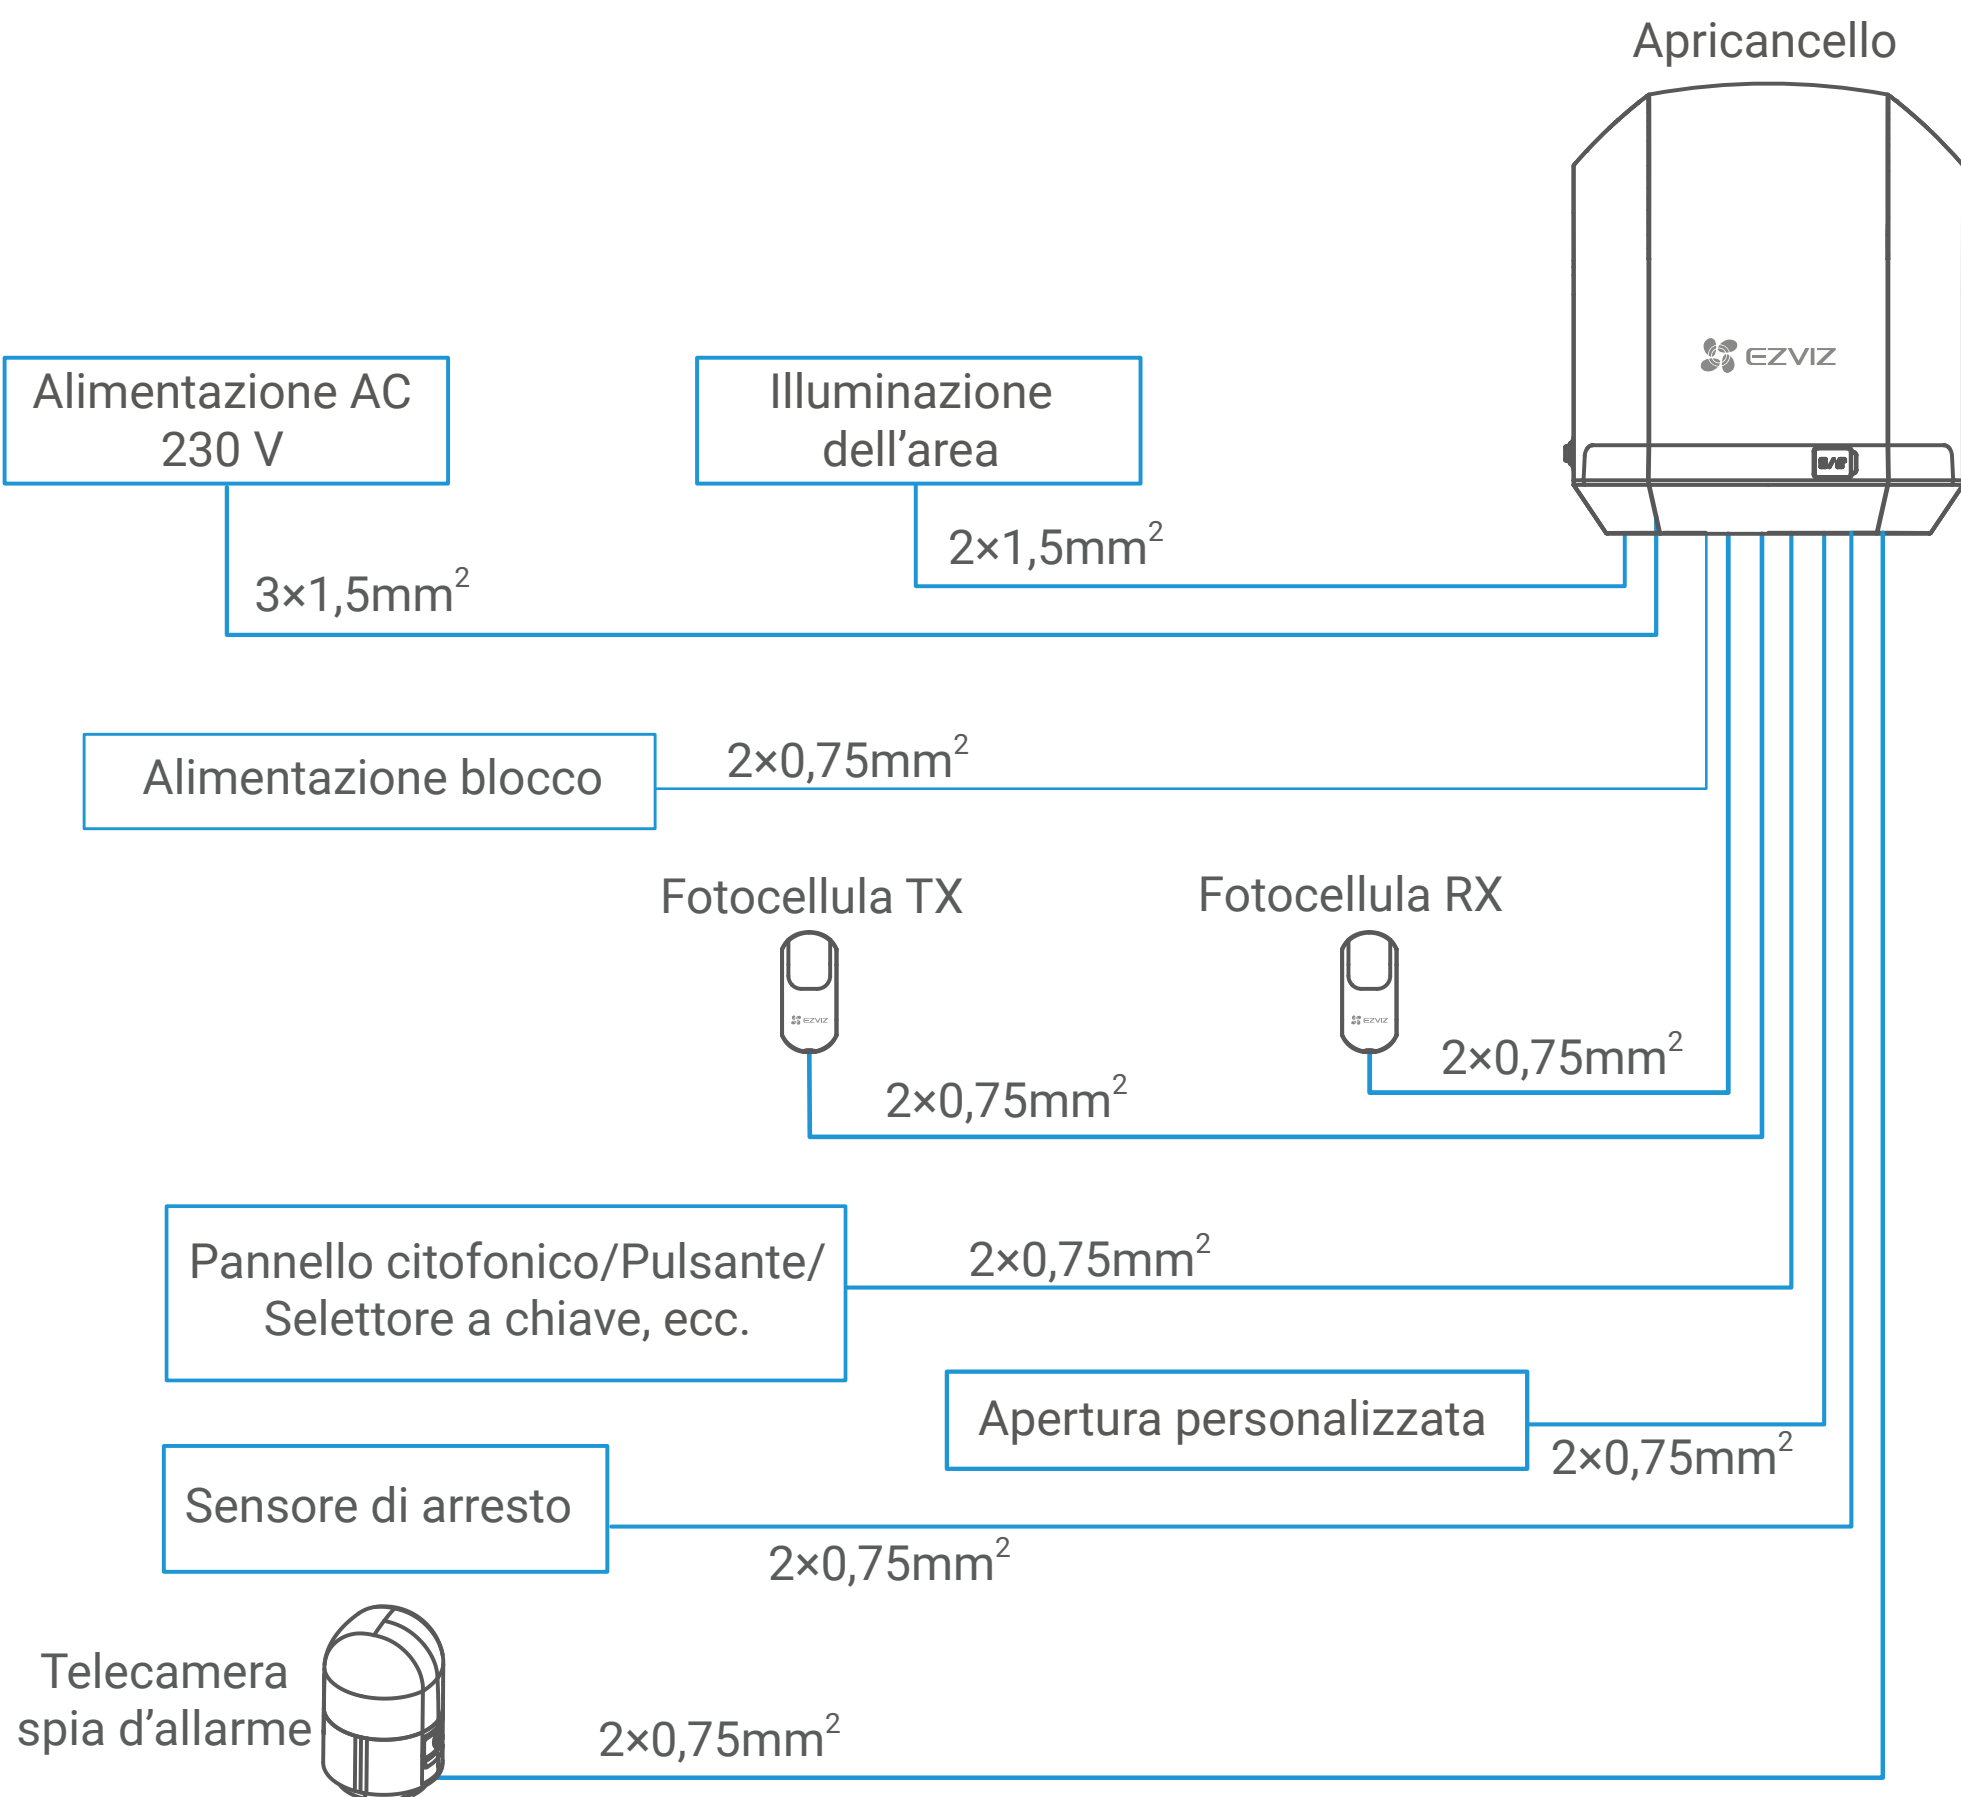 Apricancello
EZVIZ
Alimentazione AC
230 V
Illuminazione
dell’area
2×1,5mm²
3×1,5mm²
Alimentazione blocco
2×0,75mm²
Fotocellula TX
Fotocellula RX
EZVIZ
EZVIZ
2×0,75mm²
2×0,75mm²
Pannello citofonico/Pulsante/
Selettore a chiave, ecc.
2×0,75mm²
Apertura personalizzata
2×0,75mm²
Sensore di arresto
2×0,75mm²
Telecamera
spia d’allarme
2×0,75mm²